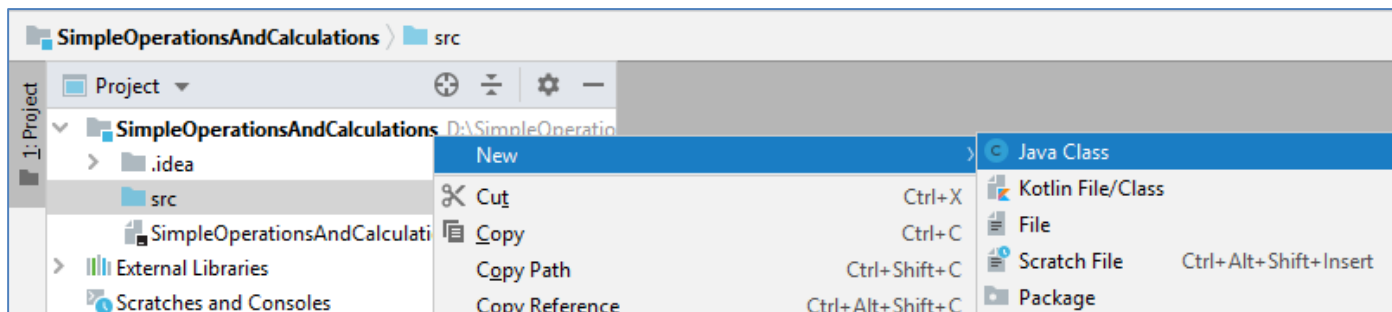 SimpleOperationsAndCalculations 〉 src
1: Project
Project
SimpleOperationsAndCalculations D:\SimpleOperatio
New
Java Class
.idea
src
Cut Ctrl+X
Kotlin File/Class
SimpleOperationsAndCalculati
Copy Ctrl+C
File
External Libraries
Copy Path Ctrl+Shift+C
Scratch File Ctrl+Alt+Shift+Insert
Scratches and Consoles
Copy Reference Ctrl+Alt+Shift+C
Package